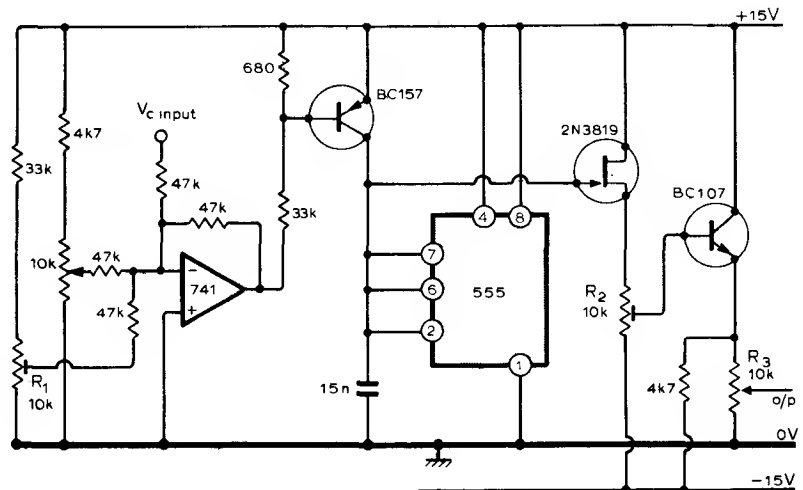 +15V
680
BC157
Vc input
4k7
2N3819
33k
47k
47k
33k
BC107
4
8
10k
47k
7
741
555
6
R2
10k
47k
2
R1
10k
15n
1
4k7
R3
10k
o/p
0V
−15V